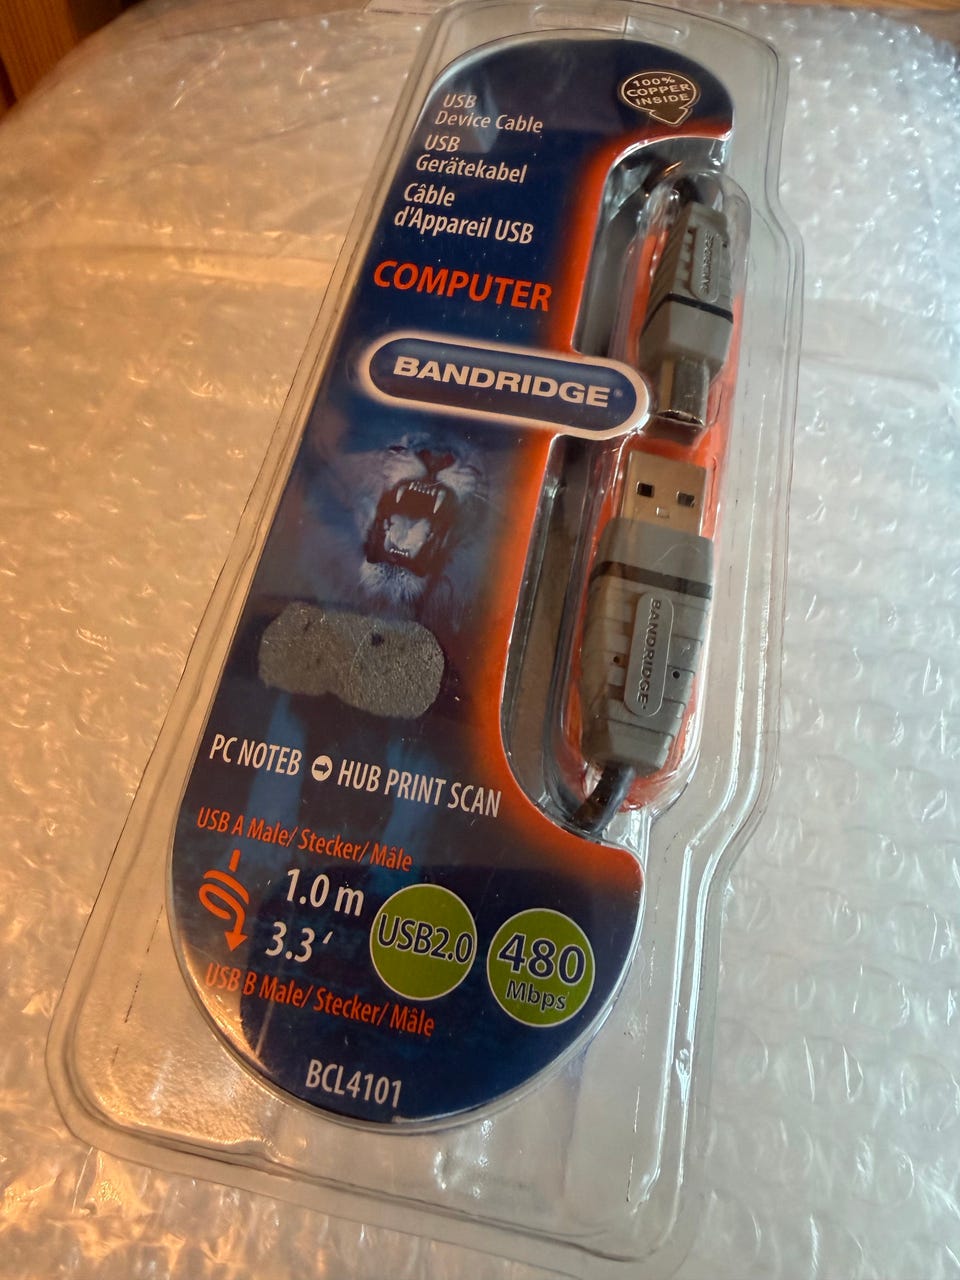 100%
COPPER
INSIDE
USB
Device Cable
USB
Gerätekabel
Câble
d'Appareil USB
COMPUTER
BANDRIDGE®
BANDRIDGE
PC NOTEB HUB PRINT SCAN
USB A Male/ Stecker/ Mâle
1.0 m
3.3′
USB2.0
480
Mbps
USB B Male/ Stecker/ Mâle
BCL4101